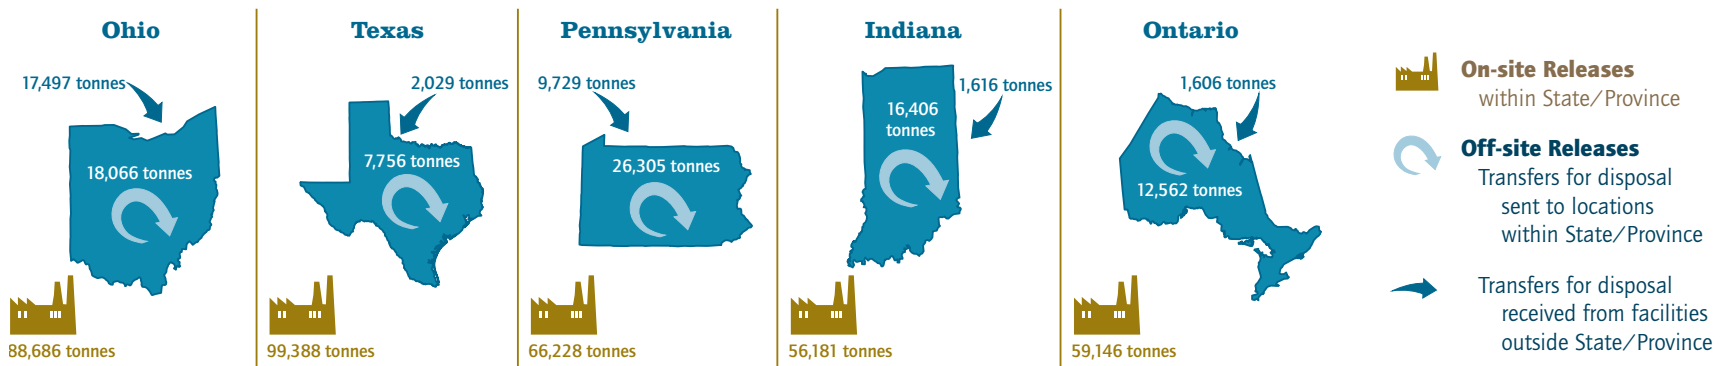 Ohio
17,497 tonnes
18,066 tonnes
88,686 tonnes
Texas
2,029 tonnes
7,756 tonnes
99,388 tonnes
Pennsylvania
9,729 tonnes
26,305 tonnes
66,228 tonnes
Indiana
1,616 tonnes
16,406
tonnes
56,181 tonnes
Ontario
1,606 tonnes
12,562 tonnes
59,146 tonnes
On-site Releases
within State/Province
Off-site Releases
Transfers for disposal
sent to locations
within State/Province
Transfers for disposal
received from facilities
outside State/Province